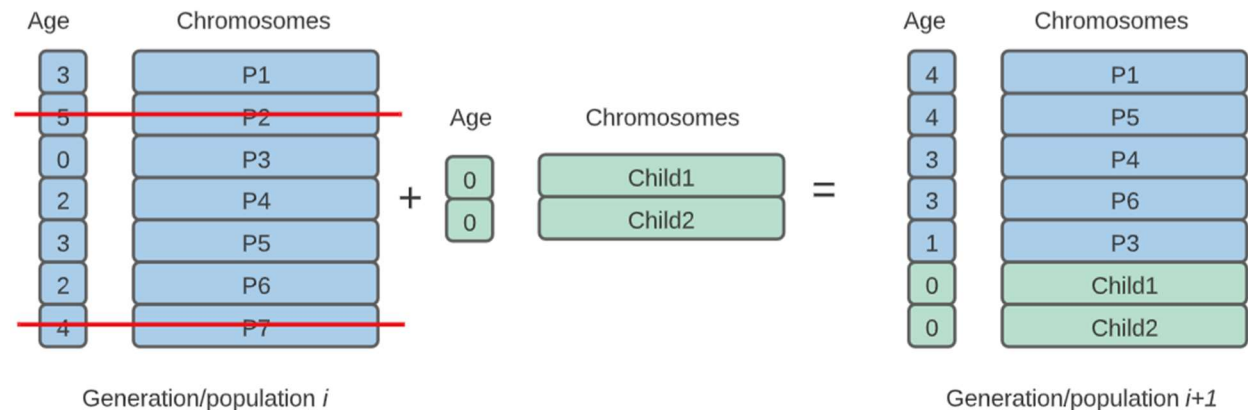 Age Chromosomes
3 P1
5 P2
0 P3
2 P4
3 P5
2 P6
4 P7
Generation/population i
+
Age Chromosomes
0 Child1
0 Child2
=
Age Chromosomes
4 P1
4 P5
3 P4
3 P6
1 P3
0 Child1
0 Child2
Generation/population i+1